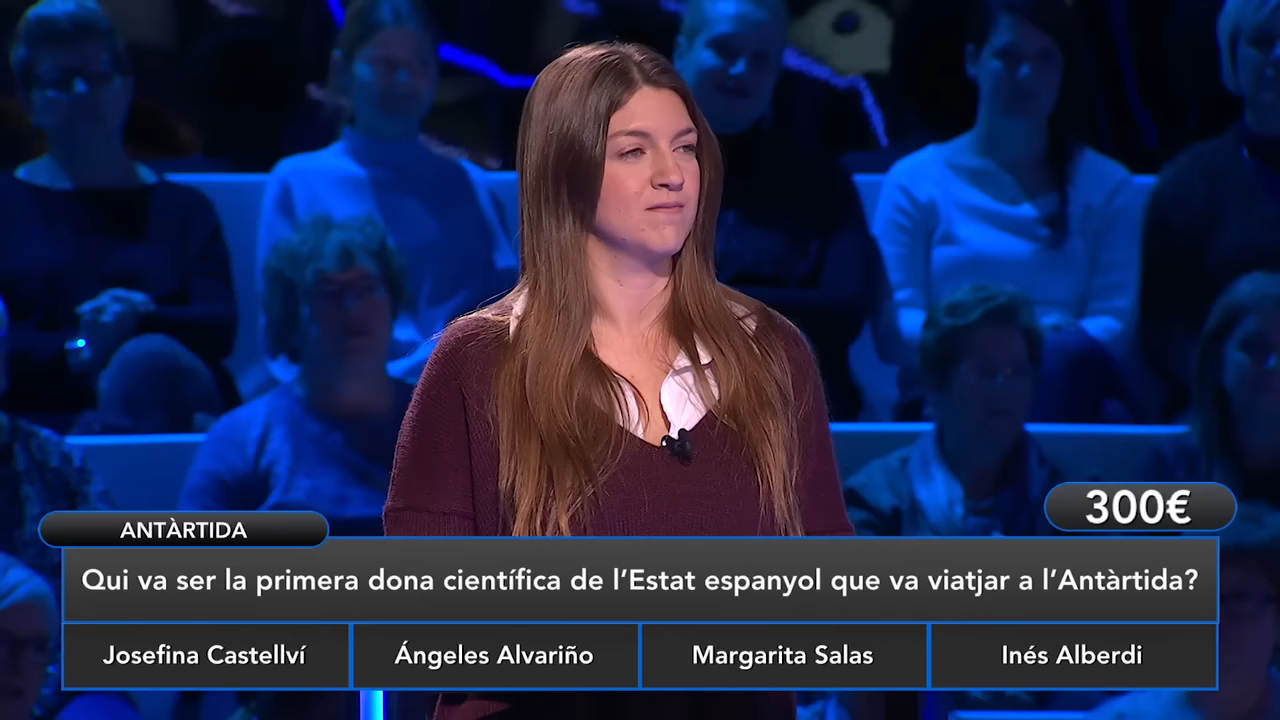 300€
ANTÀRTIDA
Qui va ser la primera dona científica de l'Estat espanyol que va viatjar a l'Antàrtida?
Josefina Castellví
Ángeles Alvariño
Margarita Salas
Inés Alberdi